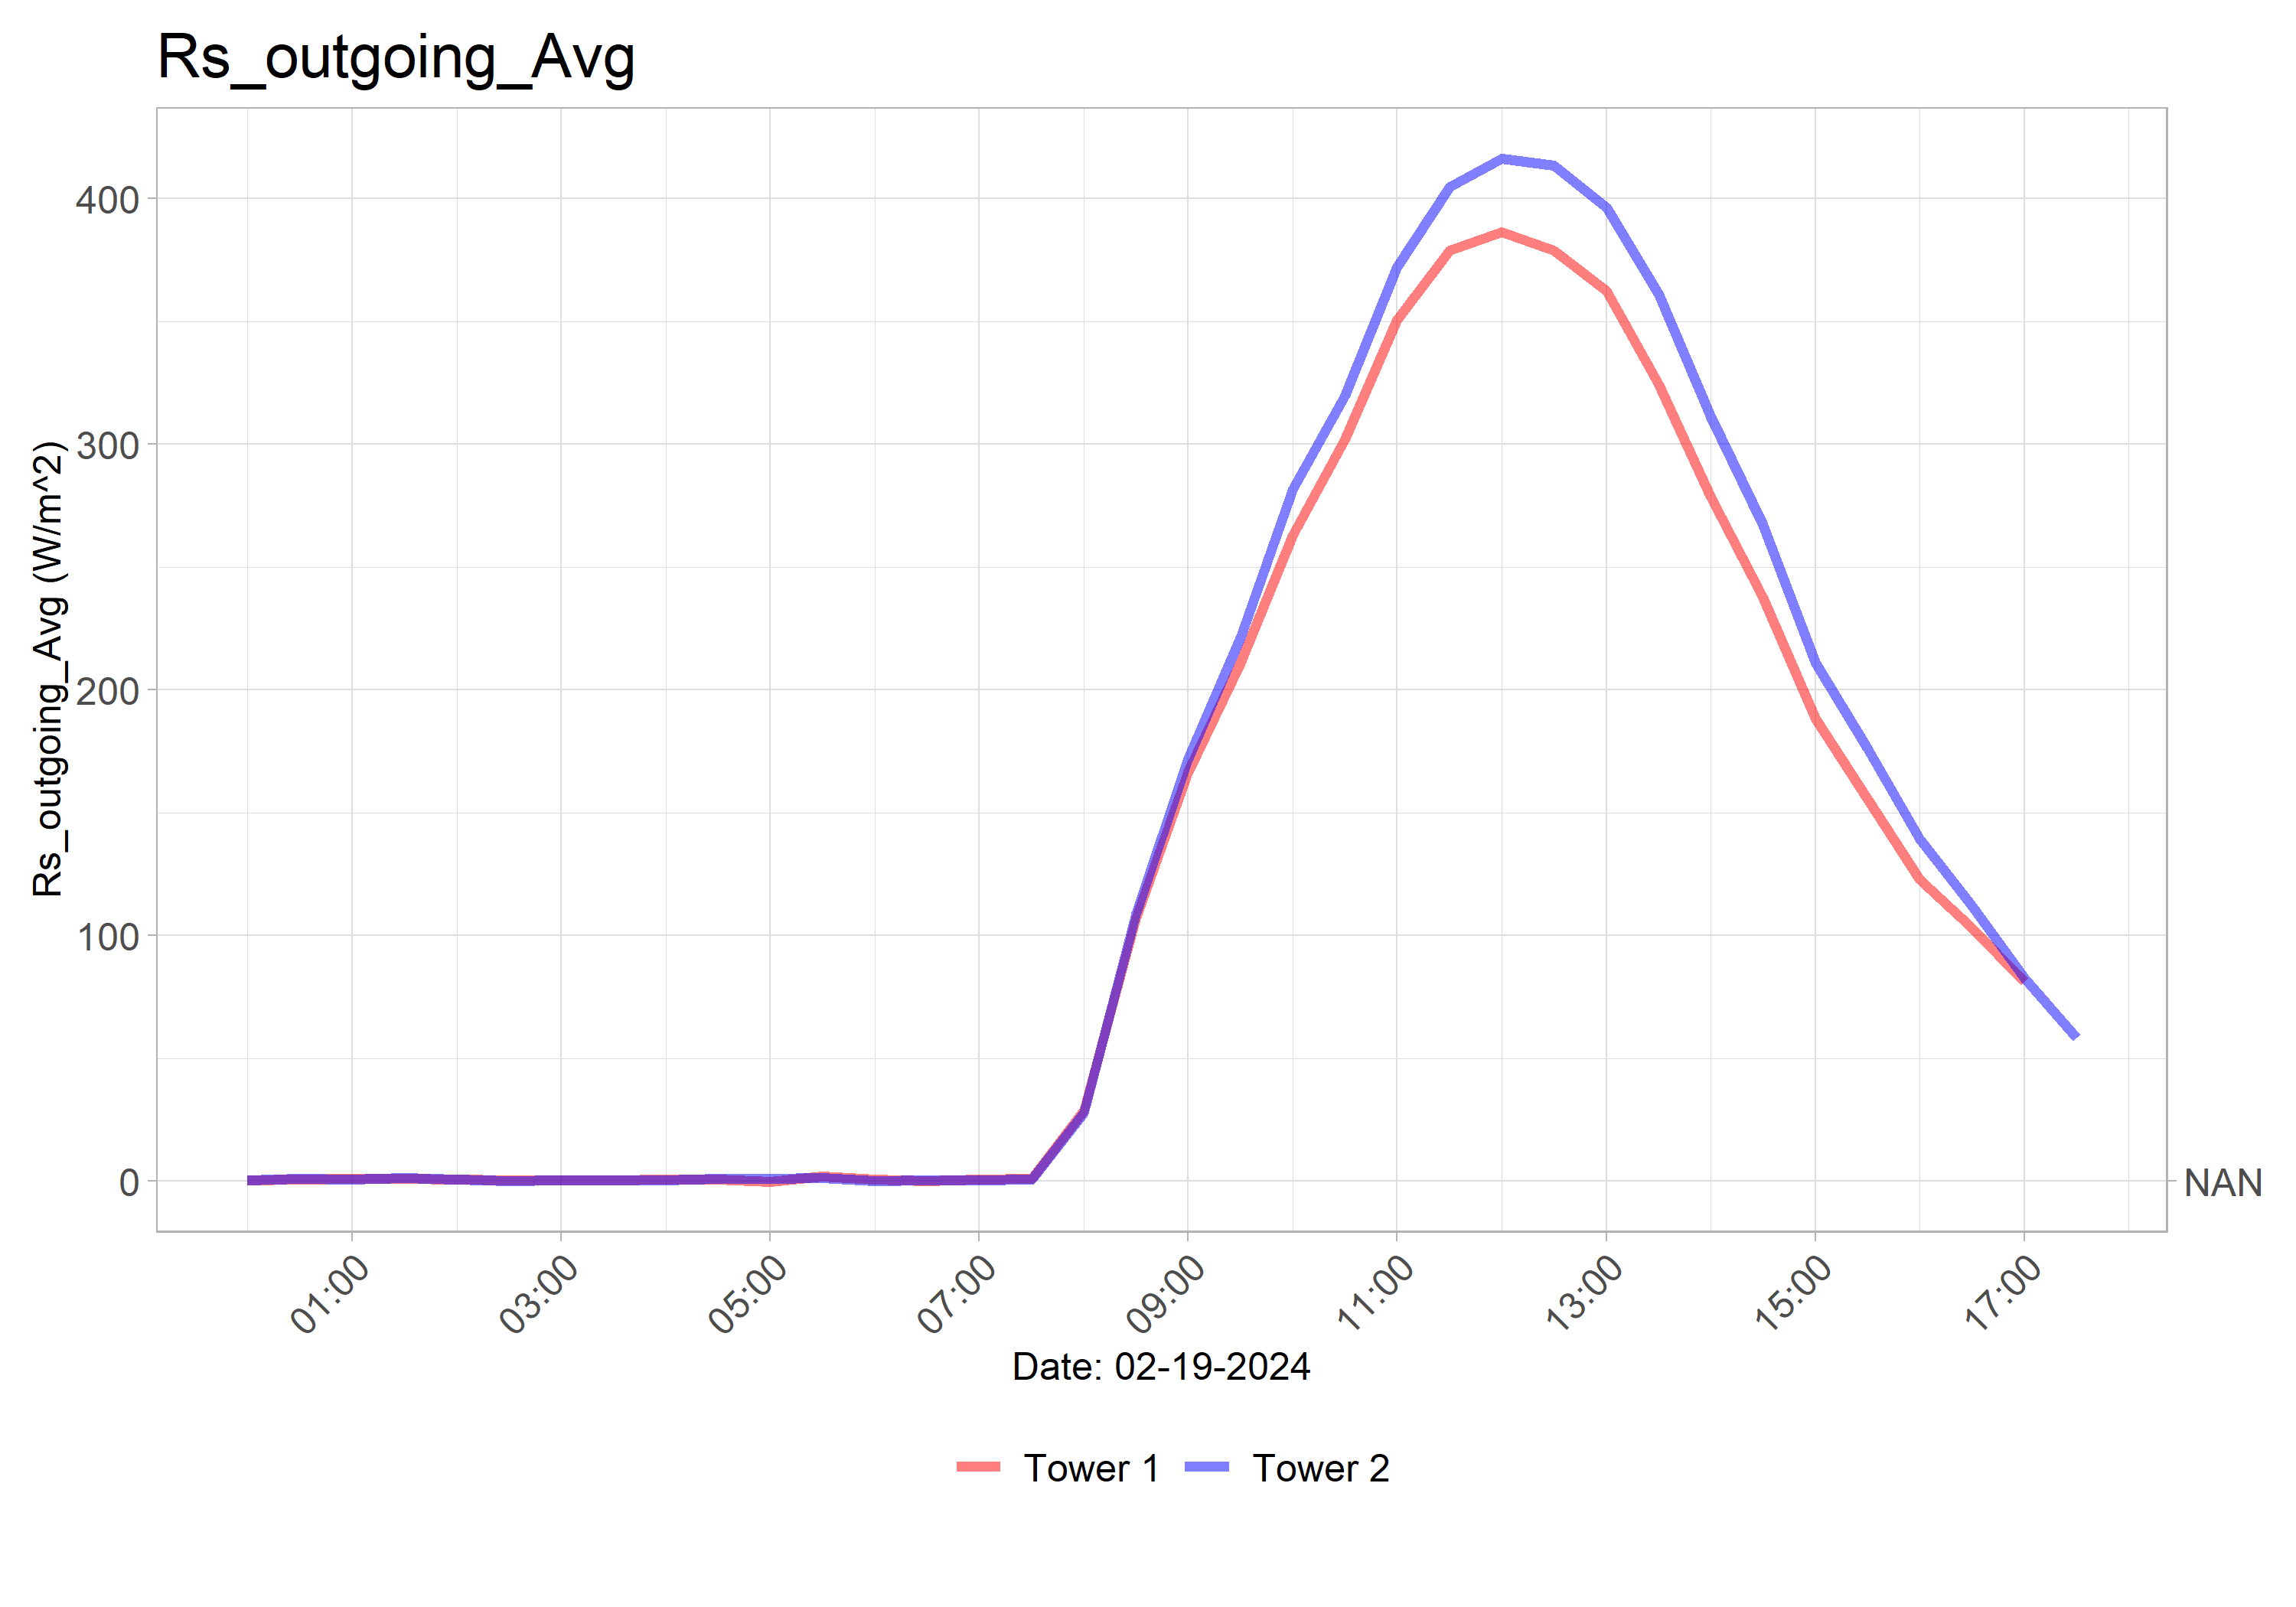 Rs_outgoing_Avg
Rs_outgoing_Avg (W/m^2)
400
300
200
100
0
NAN
01:00
03:00
05:00
07:00
09:00
11:00
13:00
15:00
17:00
Date: 02-19-2024
Tower 1
Tower 2